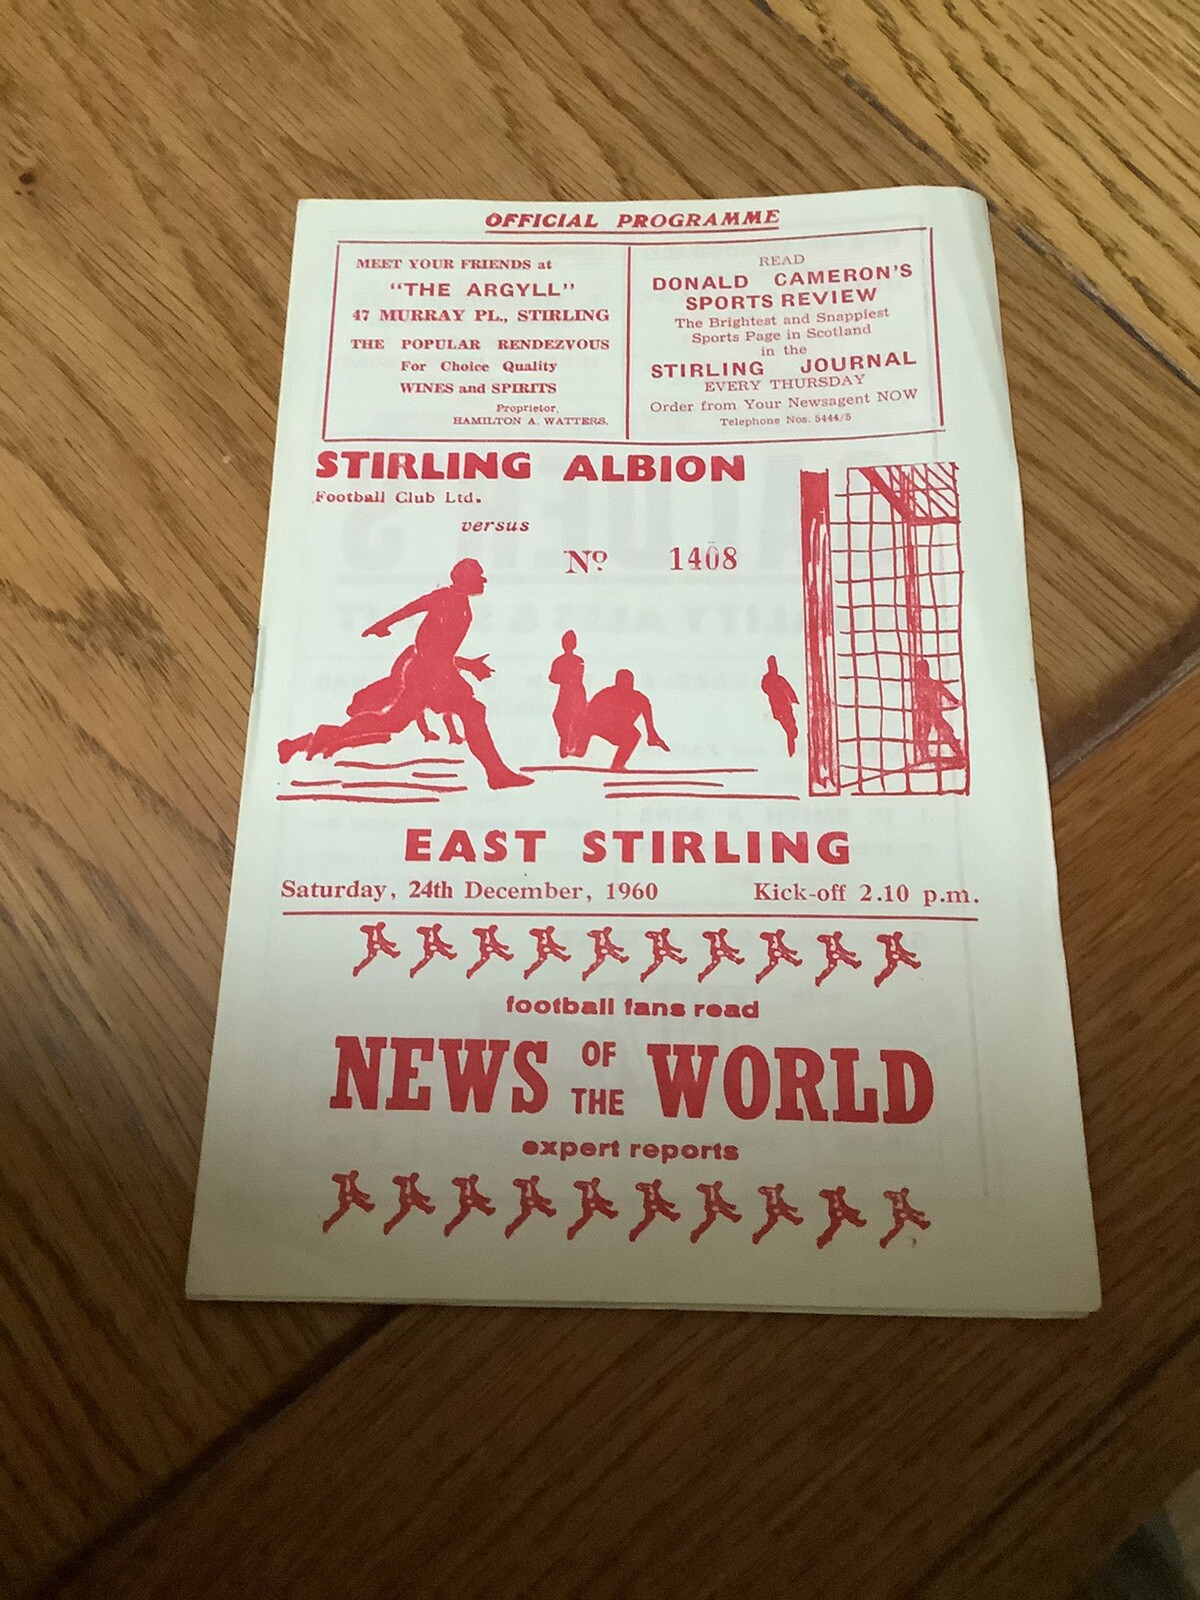 OFFICIAL PROGRAMME
MEET YOUR FRIENDS at
"THE ARGYLL"
47 MURRAY PL., STIRLING
THE POPULAR RENDEZVOUS
For Choice Quality
WINES and SPIRITS
Proprietor,
HAMILTON A. WATTERS.
READ
DONALD CAMERON'S
SPORTS REVIEW
The Brightest and Snappiest
Sports Page in Scotland
in the
STIRLING JOURNAL
EVERY THURSDAY
Order from Your Newsagent NOW
Telephone Nos. 5444/5
STIRLING ALBION
Football Club Ltd.
versus
Nº 1408
EAST STIRLING
Saturday, 24th December, 1960 Kick-off 2.10 p.m.
football fans read
NEWS OF THE WORLD
expert reports